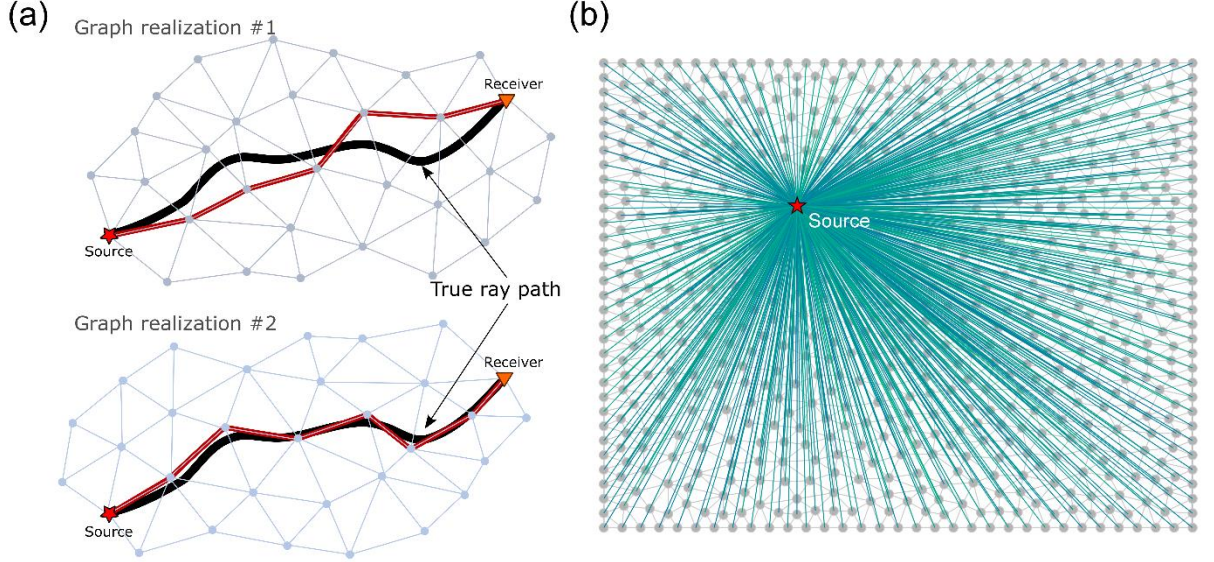 (a)
Graph realization #1
Receiver
Source
True ray path
Graph realization #2
Receiver
Source
(b)
Source